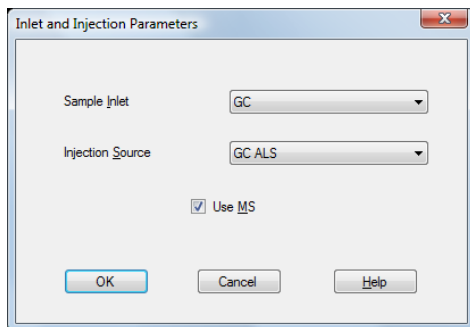 Inlet and Injection Parameters
Sample Inlet
GC
Injection Source
GC ALS
Use MS
OK Cancel Help